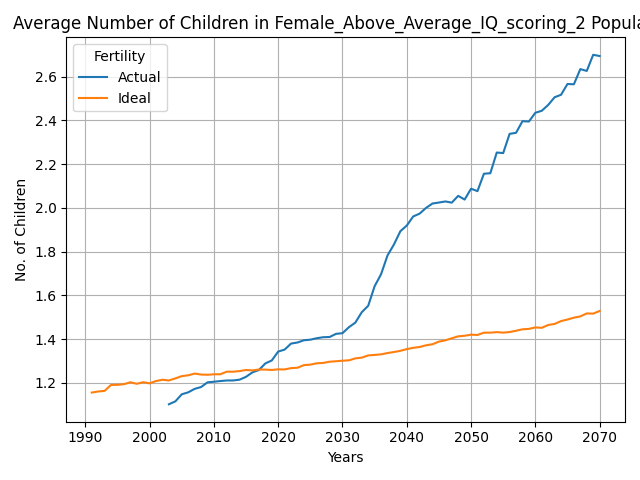 Average Number of Children in Female_Above_Average_IQ_scoring_2 Popula
Fertility
Actual
Ideal
No. of Children
2.6
2.4
2.2
2.0
1.8
1.6
1.4
1.2
1990 2000 2010 2020 2030 2040 2050 2060 2070
Years